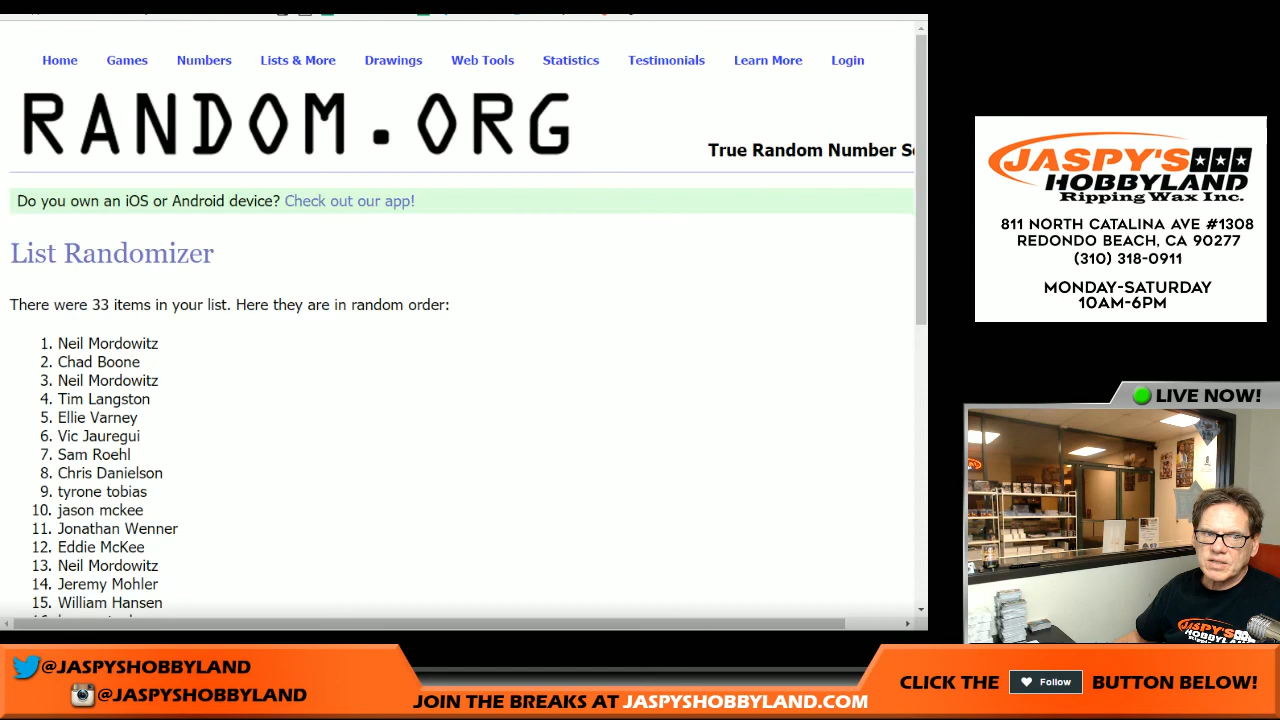 Home Games Numbers Lists & More Drawings Web Tools Statistics Testimonials Learn More Login
RANDOM.ORG
True Random Number Se
Do you own an iOS or Android device? Check out our app!
List Randomizer
There were 33 items in your list. Here they are in random order:
1. Neil Mordowitz
2. Chad Boone
3. Neil Mordowitz
4. Tim Langston
5. Ellie Varney
6. Vic Jauregui
7. Sam Roehl
8. Chris Danielson
9. tyrone tobias
10. jason mckee
11. Jonathan Wenner
12. Eddie McKee
13. Neil Mordowitz
14. Jeremy Mohler
15. William Hansen
JASPY'S
HOBBYLAND
Ripping Wax Inc.
811 NORTH CATALINA AVE #1308
REDONDO BEACH, CA 90277
(310) 318-0911
MONDAY-SATURDAY
10AM-6PM
LIVE NOW!
JASPY'S
HOBBYLAND
@JASPYSHOBBYLAND
@JASPYSHOBBYLAND
JOIN THE BREAKS AT JASPYSHOBBYLAND.COM
CLICK THE Follow BUTTON BELOW!